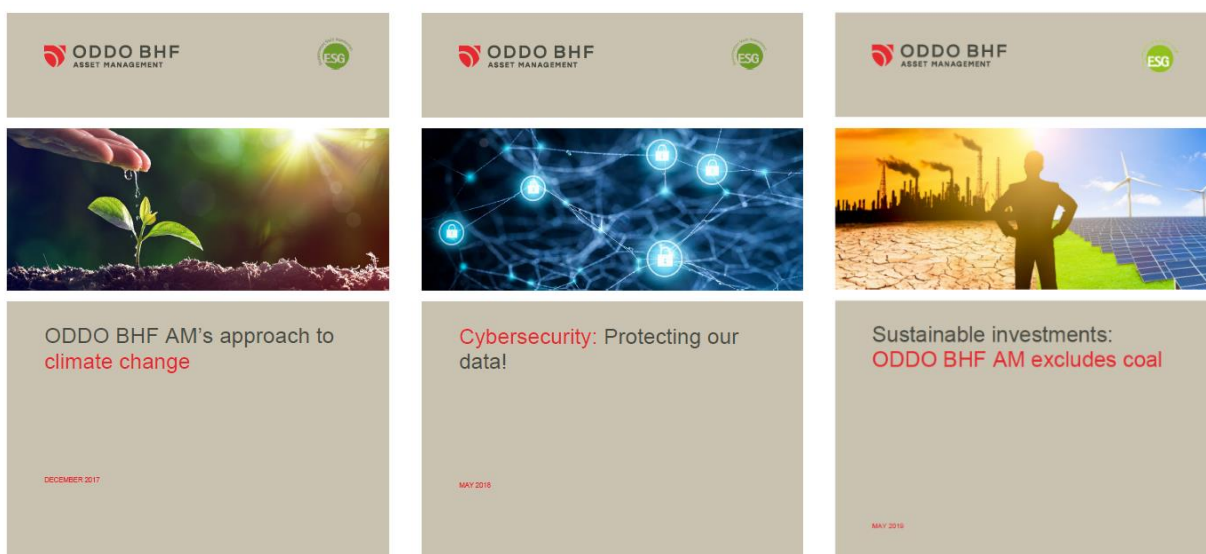 ODDO BHF
ASSET MANAGEMENT
ESG
ODDO BHF AM's approach to
climate change
DECEMBER 2017
ODDO BHF
ASSET MANAGEMENT
ESG
Cybersecurity: Protecting our
data!
MAY 2018
ODDO BHF
ASSET MANAGEMENT
ESG
Sustainable investments:
ODDO BHF AM excludes coal
MAY 2019